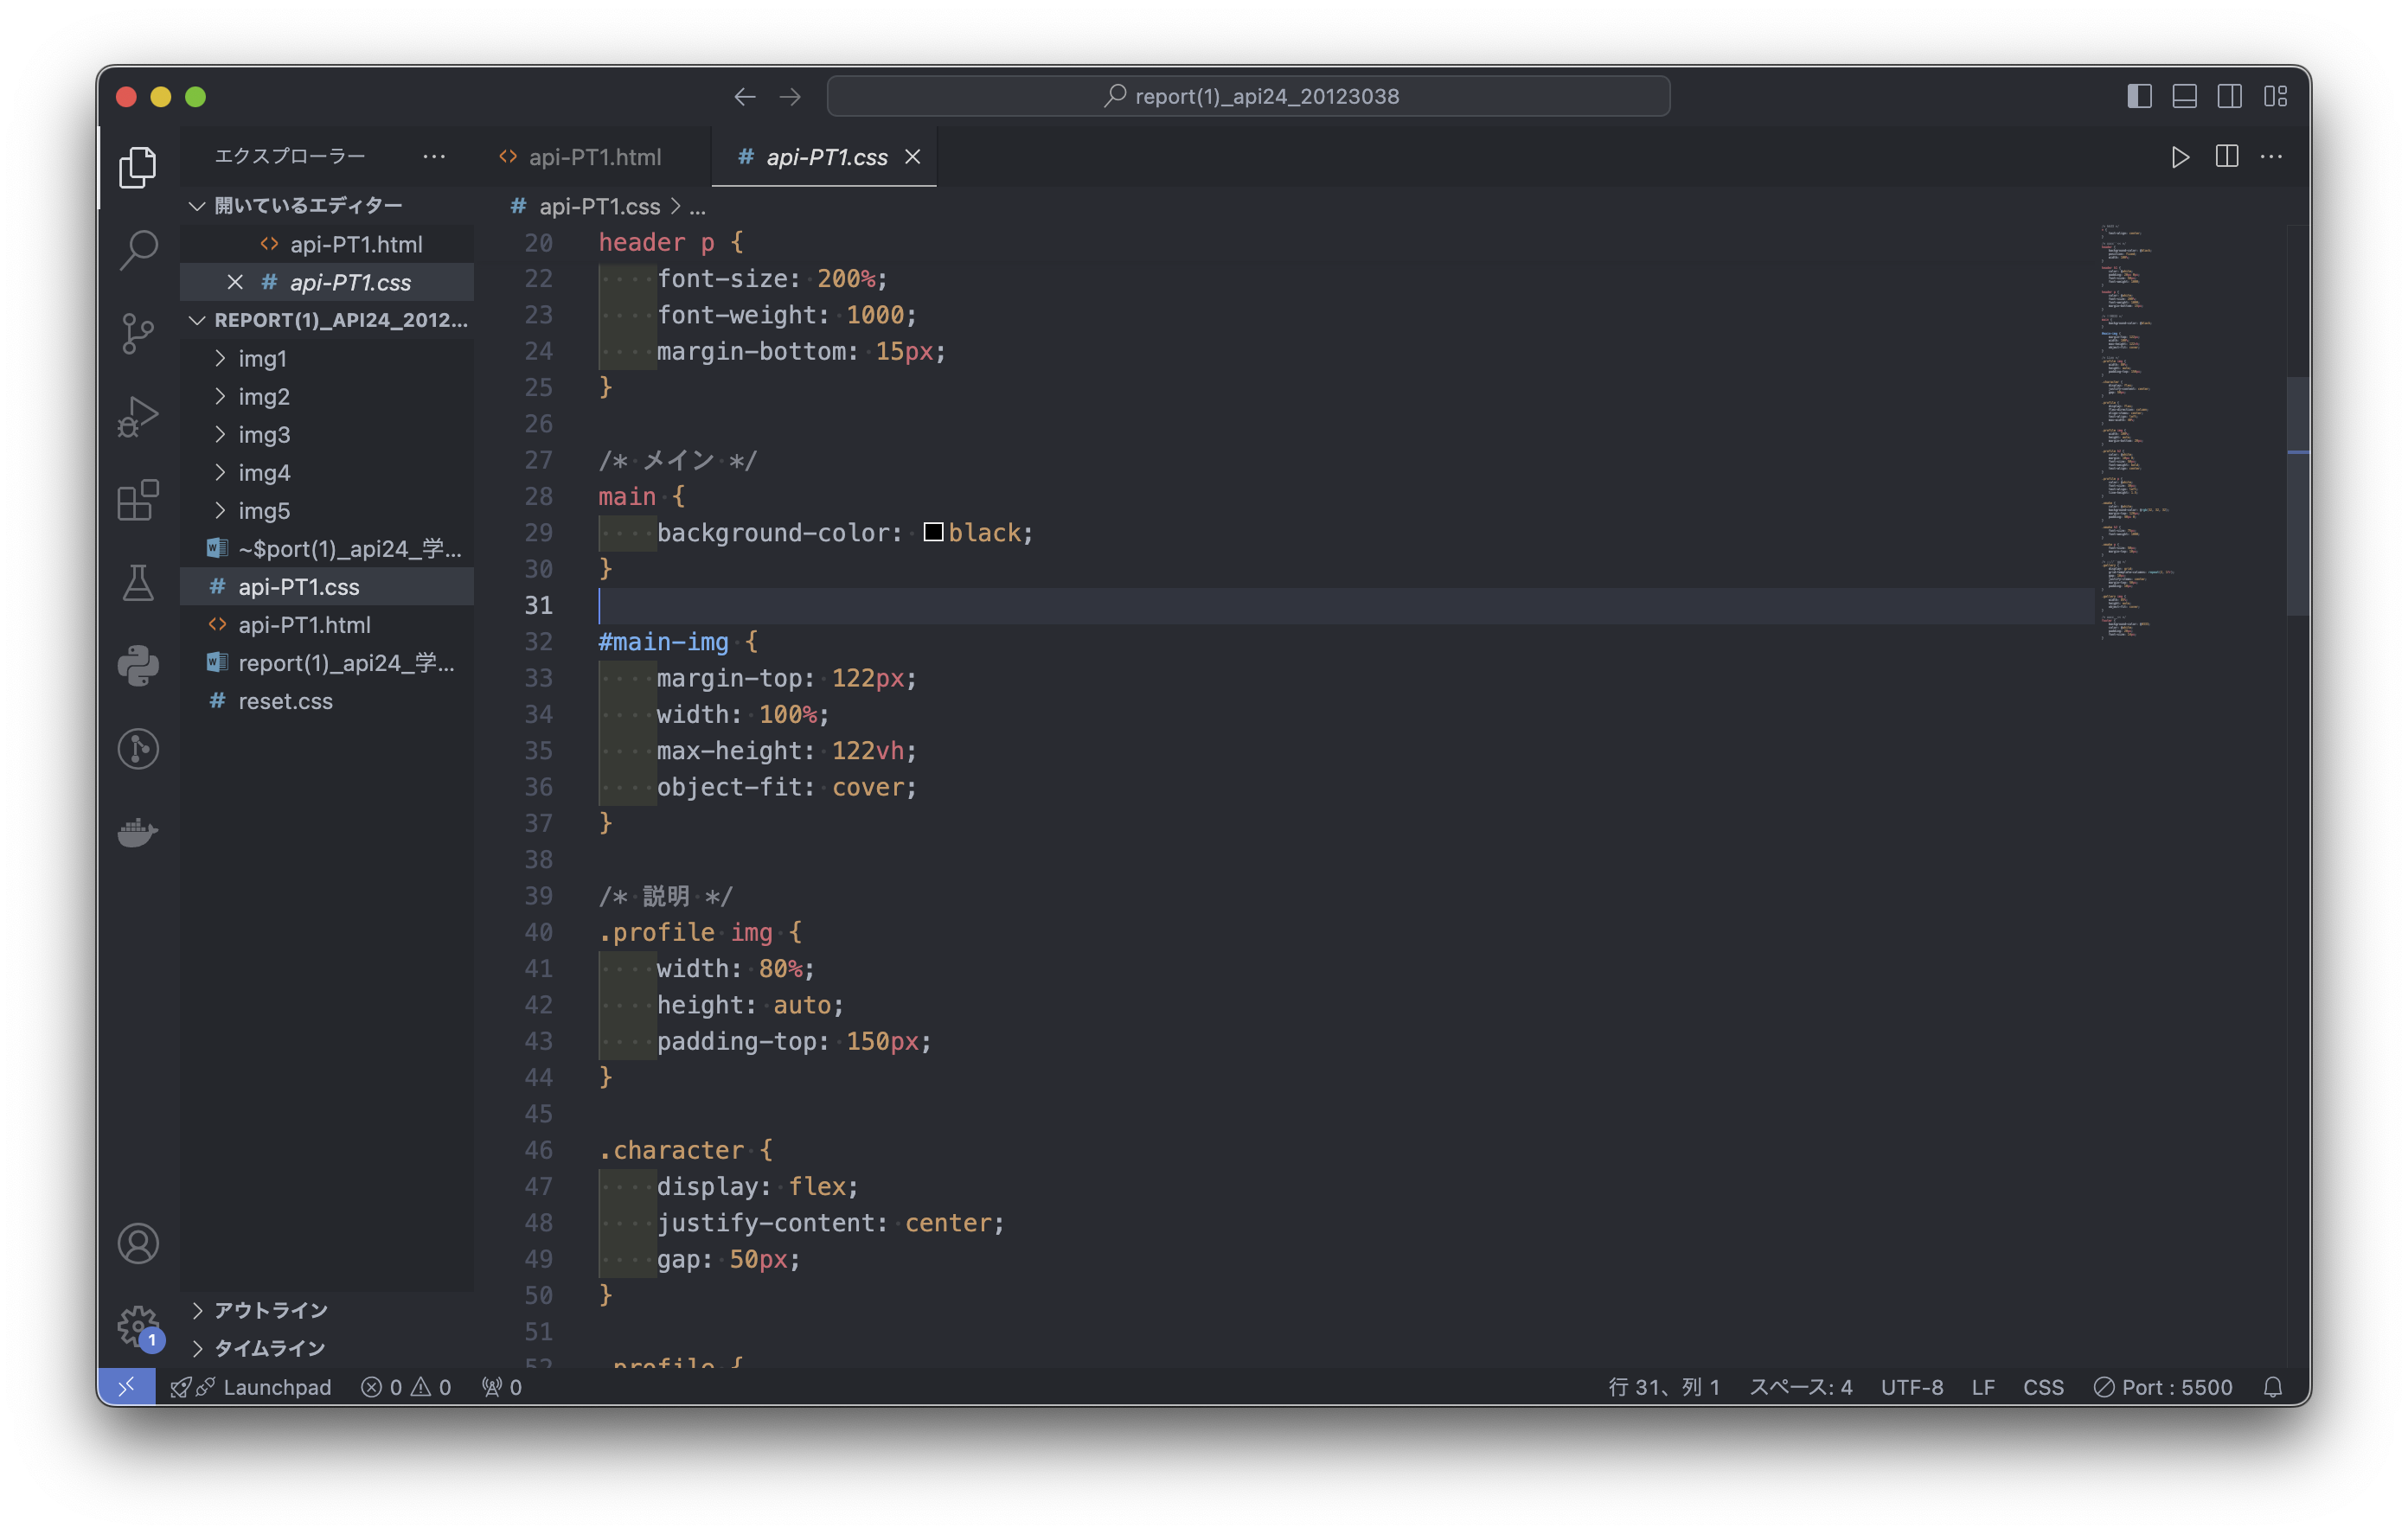 report(1)_api24_20123038
エクスプローラー
api-PT1.html
# api-PT1.css
開いているエディター
api-PT1.html
# api-PT1.css
REPORT(1)_API24_2012...
img1
img2
img3
img4
img5
~$port(1)_api24_学...
# api-PT1.css
api-PT1.html
report(1)_api24_学...
# reset.css
アウトライン
タイムライン
# api-PT1.css > ...
20 header p {
22 font-size: 200%;
23 font-weight: 1000;
24 margin-bottom: 15px;
25 }
26
27 /* メイン */
28 main {
29 background-color: black;
30 }
31
32 #main-img {
33 margin-top: 122px;
34 width: 100%;
35 max-height: 122vh;
36 object-fit: cover;
37 }
38
39 /* 説明 */
40 .profile img {
41 width: 80%;
42 height: auto;
43 padding-top: 150px;
44 }
45
46 .character {
47 display: flex;
48 justify-content: center;
49 gap: 50px;
50 }
51
52 .profile {
1
Launchpad 0 0 0 行 31、列 1 スペース: 4 UTF-8 LF CSS Port : 5500